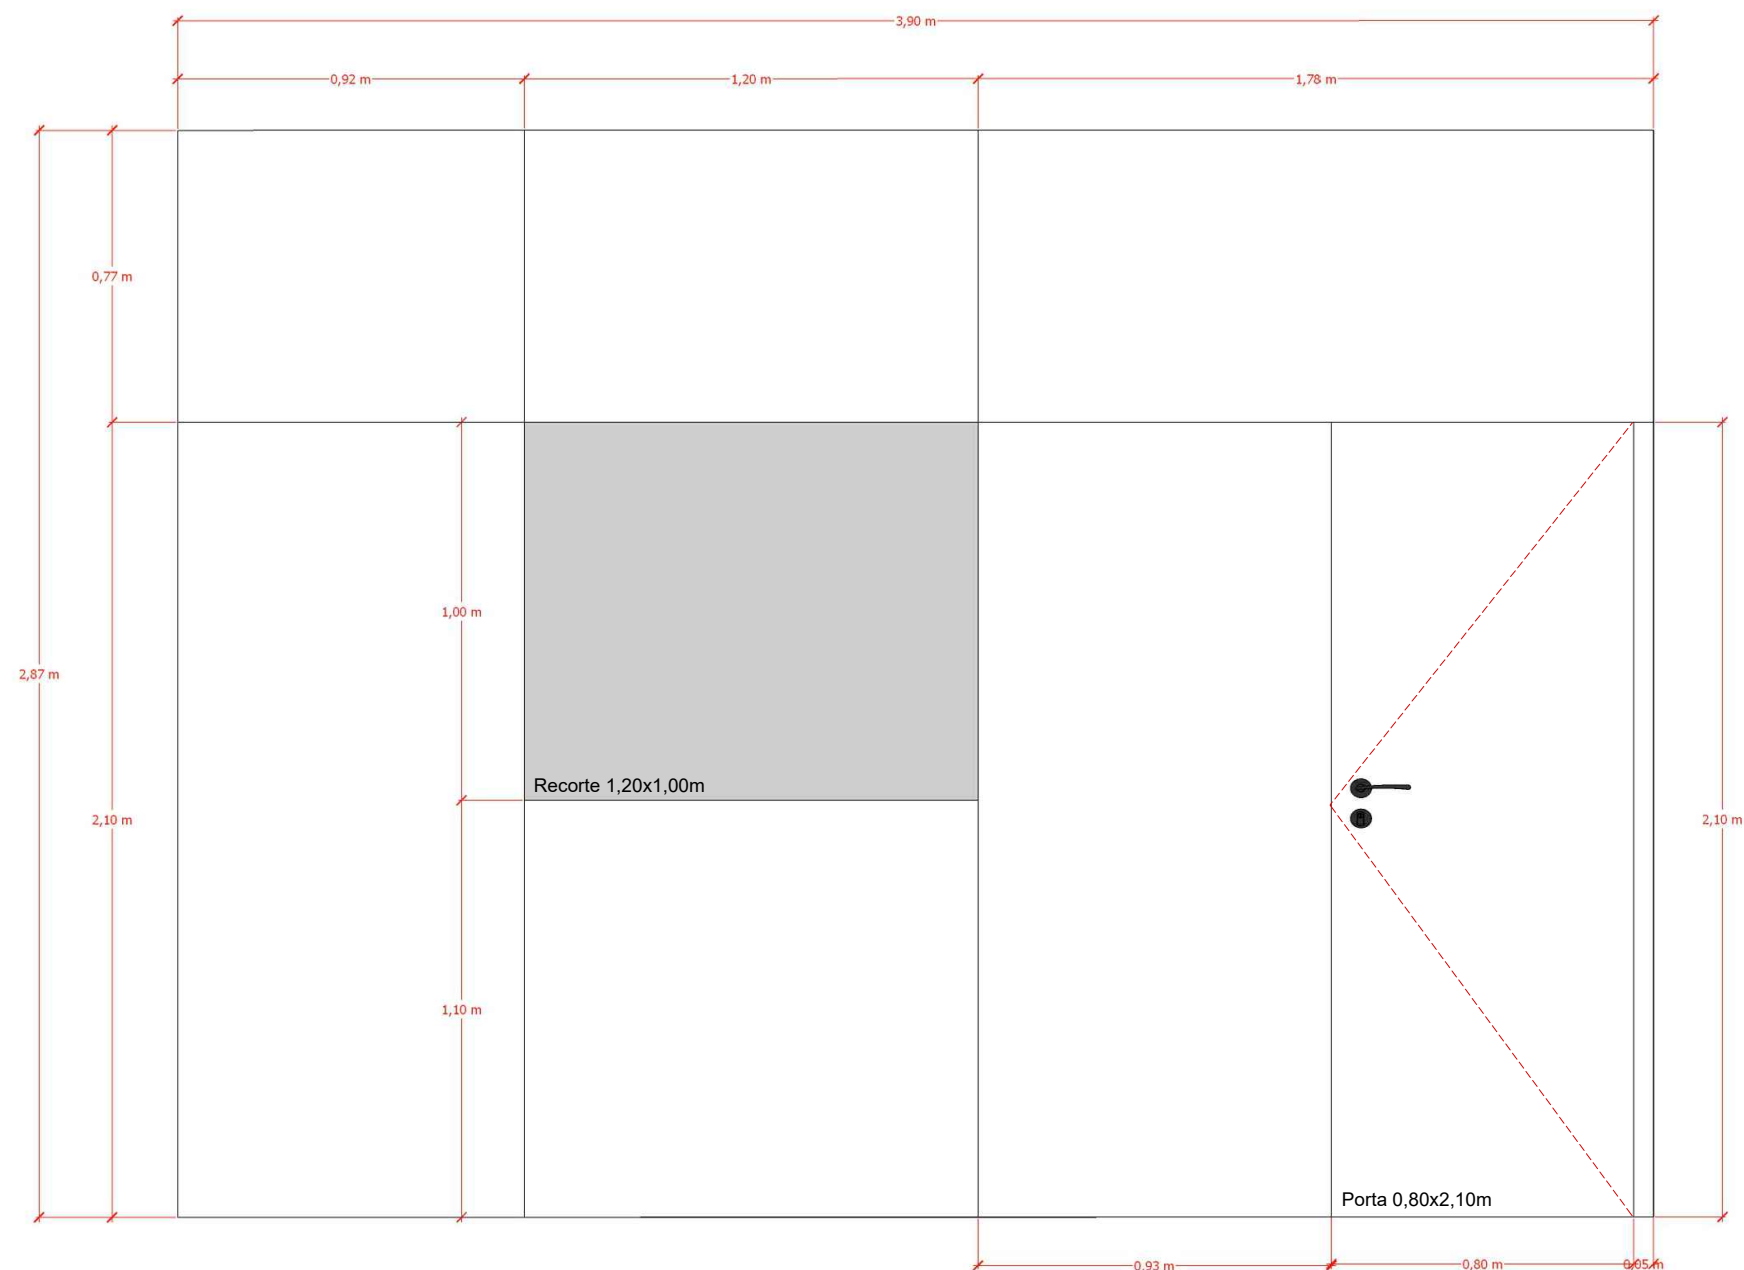 3,90 m
0,92 m
1,20 m
1,78 m
0,77 m
1,00 m
2,87 m
Recorte 1,20x1,00m
2,10 m
2,10 m
1,10 m
Porta 0,80x2,10m
0,93 m
0,80 m
0,05 m